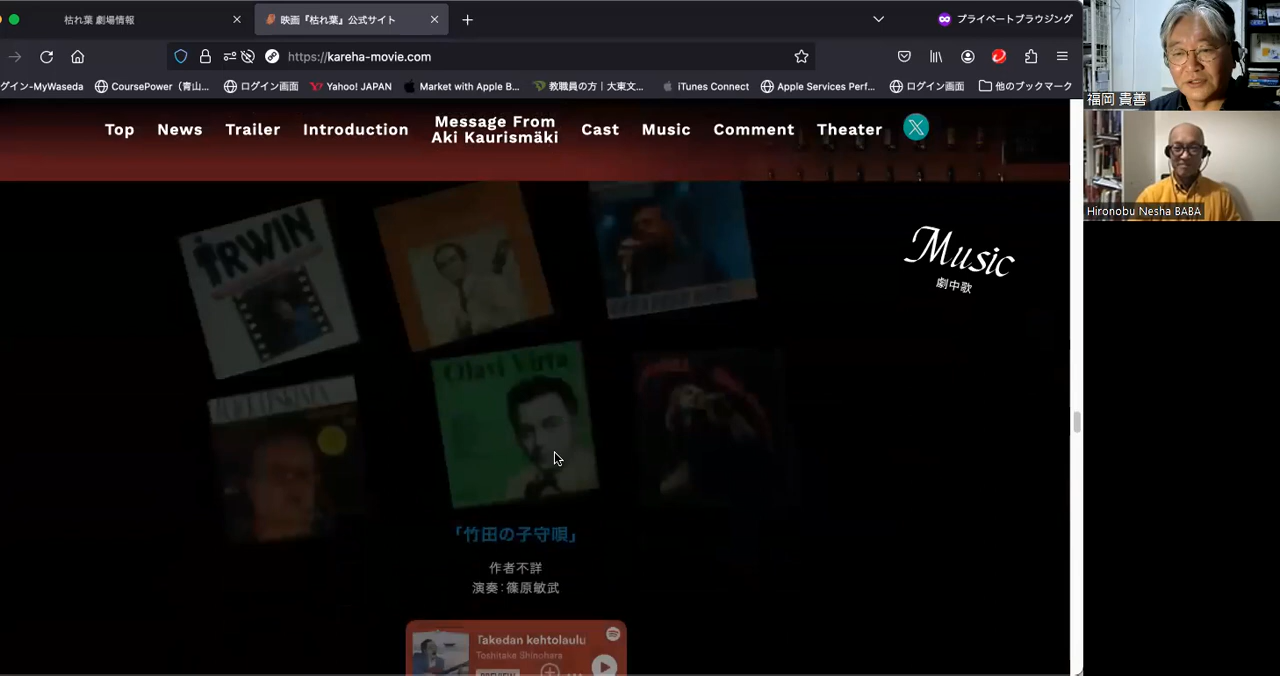 枯れ葉 劇場情報
映画『枯れ葉』公式サイト
プライベートブラウジング
https://kareha-movie.com
グイン-MyWaseda
CoursePower（青山...
ログイン画面
Yahoo! JAPAN
Market with Apple B...
教職員の方｜大東文...
iTunes Connect
Apple Services Perf...
ログイン画面
他のブックマーク
Top
News
Trailer
Introduction
Message From
Aki Kaurismäki
Cast
Music
Comment
Theater
IRWIN
Olavi Virta
Music
劇中歌
「竹田の子守唄」
作者不詳
演奏：篠原敏武
Takedan kehtolaulu
Toshitake Shinohara
PREVIEW
福岡 貴善
Hironobu Nesha BABA